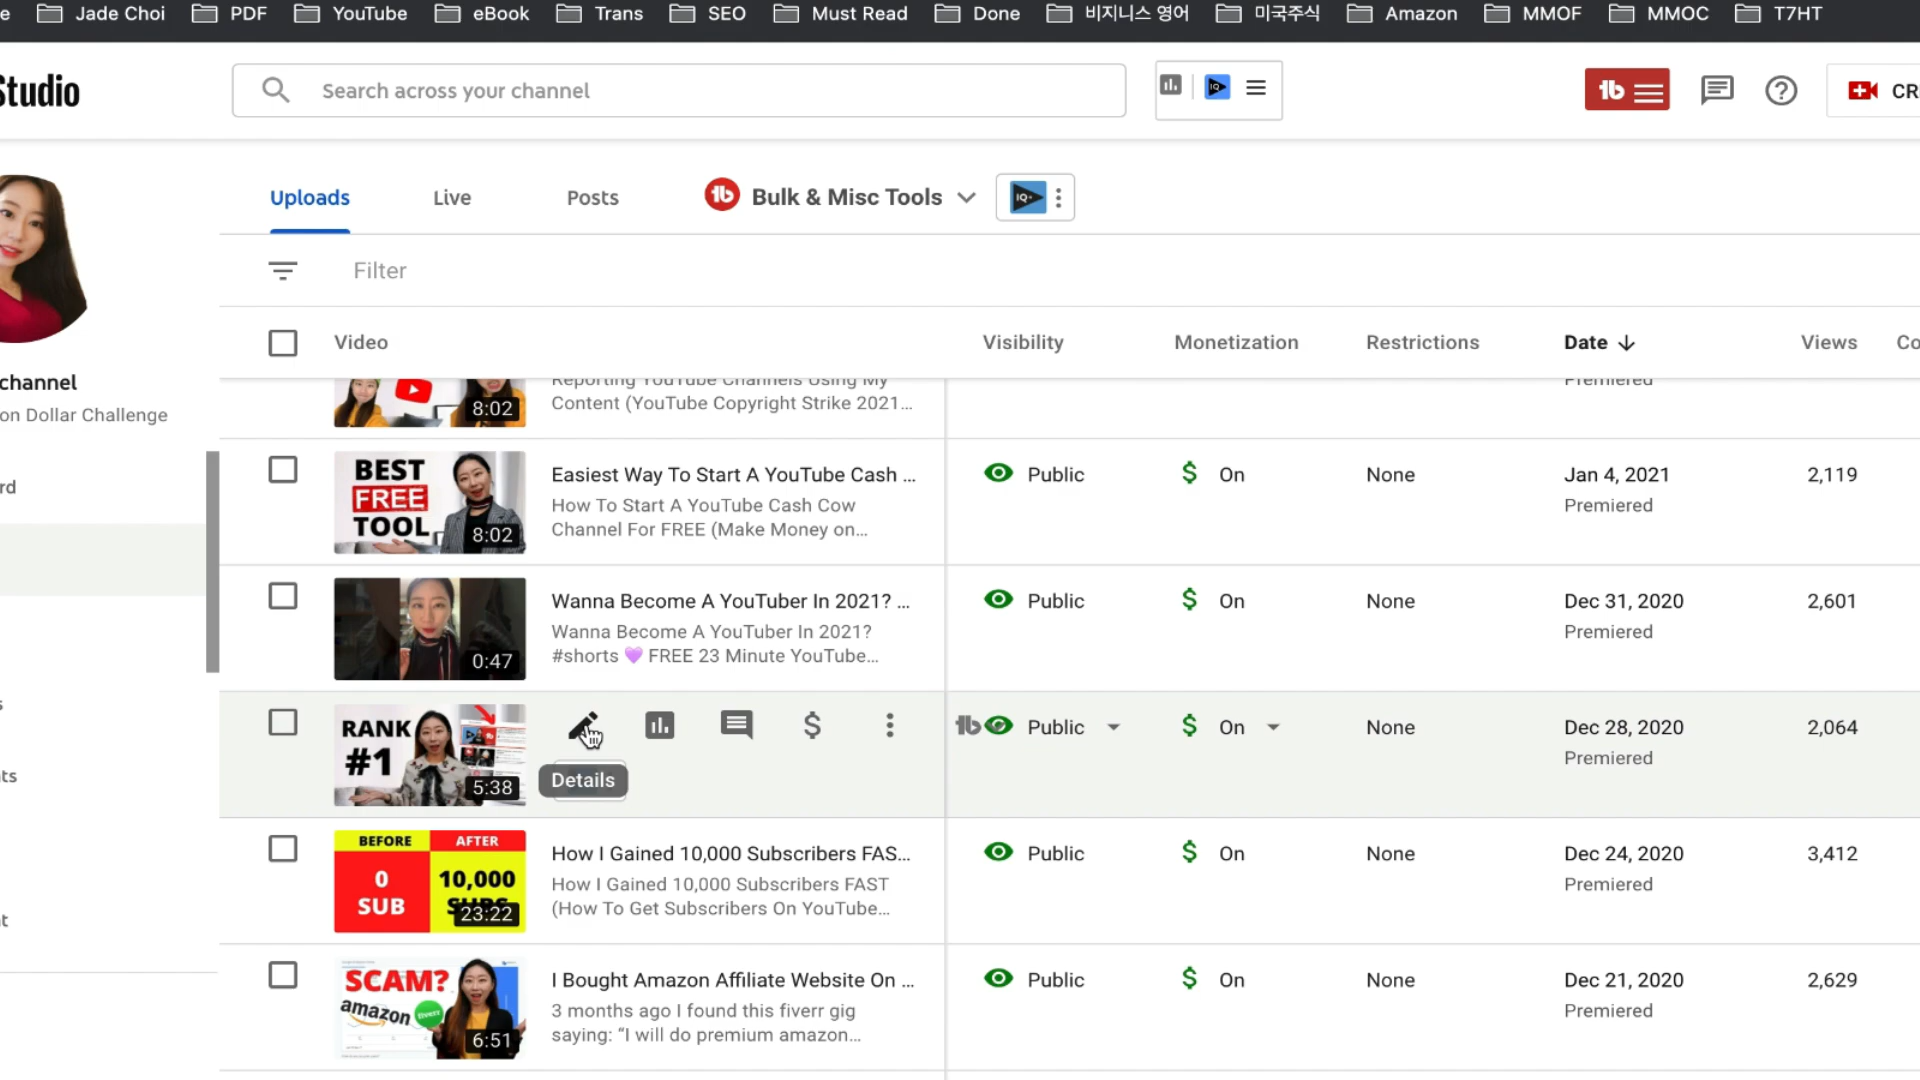 Jade Choi PDF YouTube eBook Trans SEO Must Read Done 비지니스 영어 미국주식 Amazon MMOF MMOC T7HT
Studio
Search across your channel
Uploads Live Posts Bulk & Misc Tools
Filter
Video Visibility Monetization Restrictions Date Views Co
channel
on Dollar Challenge
rd
ts
Reporting YouTube Channels Using My
Content (YouTube Copyright Strike 2021...
8:02
Premiered
BEST
FREE
TOOL
8:02
Easiest Way To Start A YouTube Cash ...
How To Start A YouTube Cash Cow
Channel For FREE (Make Money on...
Public On None Jan 4, 2021 2,119
Premiered
0:47
Wanna Become A YouTuber In 2021? ...
Wanna Become A YouTuber In 2021?
#shorts 💜 FREE 23 Minute YouTube...
Public On None Dec 31, 2020 2,601
Premiered
RANK
#1
5:38
Details
Public On None Dec 28, 2020 2,064
Premiered
BEFORE AFTER
0 10,000
SUB SUBS
23:22
How I Gained 10,000 Subscribers FAS...
How I Gained 10,000 Subscribers FAST
(How To Get Subscribers On YouTube...
Public On None Dec 24, 2020 3,412
Premiered
SCAM?
amazon
fiverr
6:51
I Bought Amazon Affiliate Website On ...
3 months ago I found this fiverr gig
saying: “I will do premium amazon...
Public On None Dec 21, 2020 2,629
Premiered